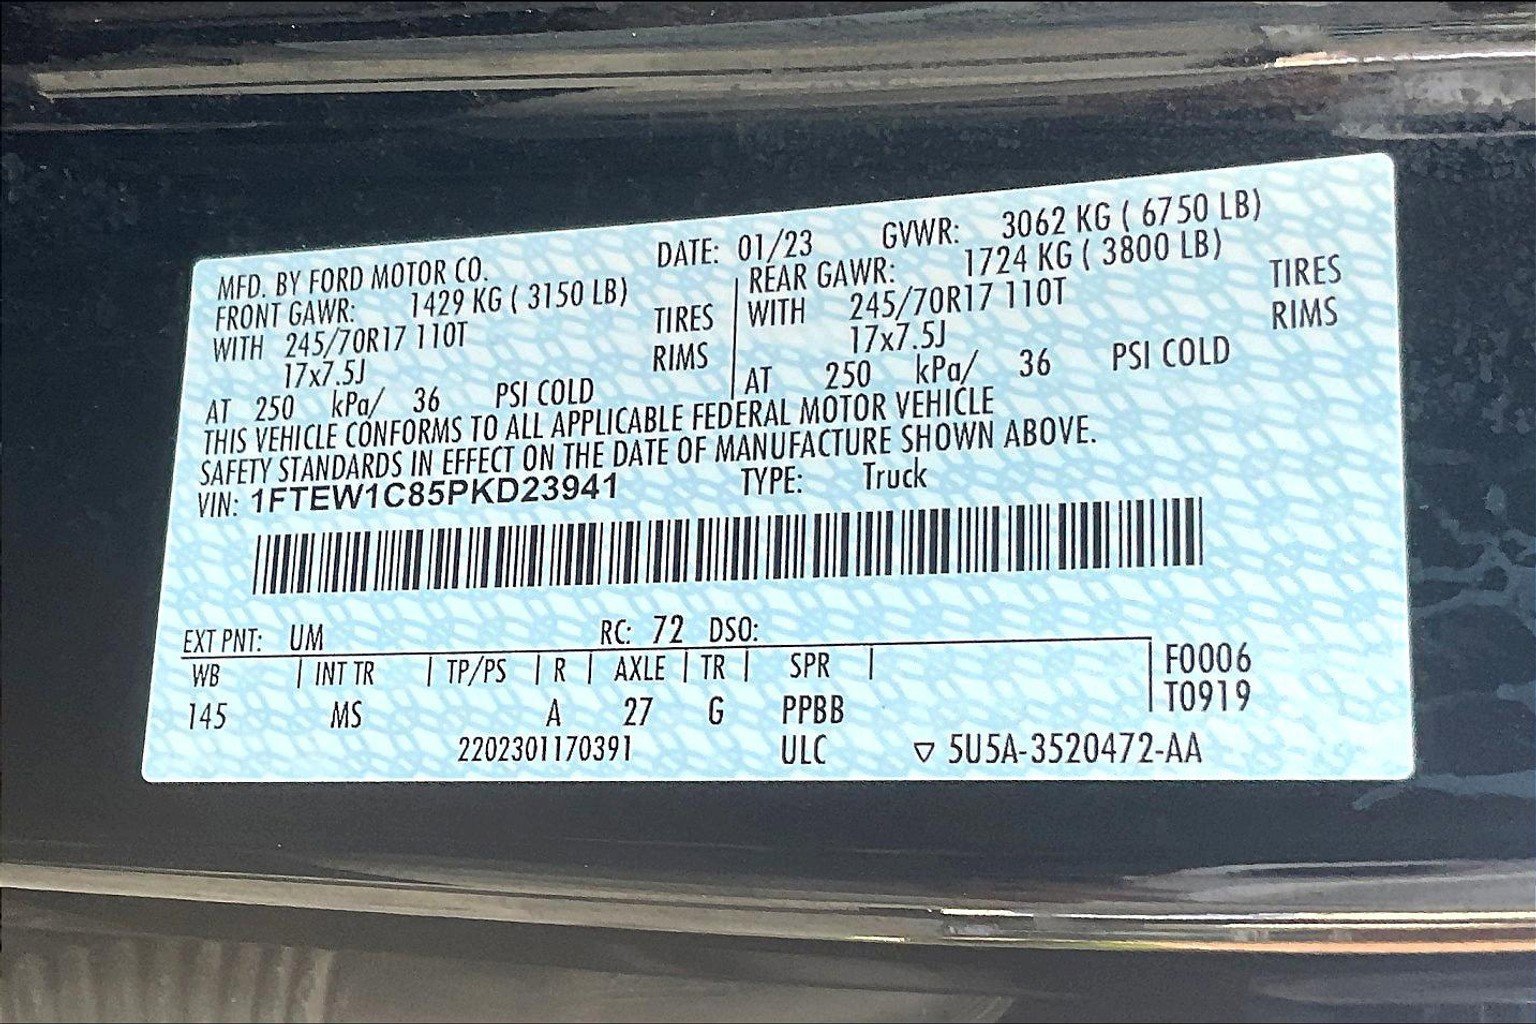 MFD. BY FORD MOTOR CO. DATE: 01/23 GVWR: 3062 KG ( 6750 LB)
FRONT GAWR: 1429 KG ( 3150 LB)
WITH 245/70R17 110T TIRES
17x7.5J RIMS
AT 250 kPa/ 36 PSI COLD
REAR GAWR: 1724 KG ( 3800 LB)
WITH 245/70R17 110T TIRES
17x7.5J RIMS
AT 250 kPa/ 36 PSI COLD
THIS VEHICLE CONFORMS TO ALL APPLICABLE FEDERAL MOTOR VEHICLE
SAFETY STANDARDS IN EFFECT ON THE DATE OF MANUFACTURE SHOWN ABOVE.
VIN: 1FTEW1C85PKD23941 TYPE: Truck
EXT PNT: UM RC: 72 DSO:
WB | INT TR | TP/PS | R | AXLE | TR | SPR |
145 MS A 27 G PPBB
F0006
T0919
2202301170391 ULC ▽ 5U5A-3520472-AA